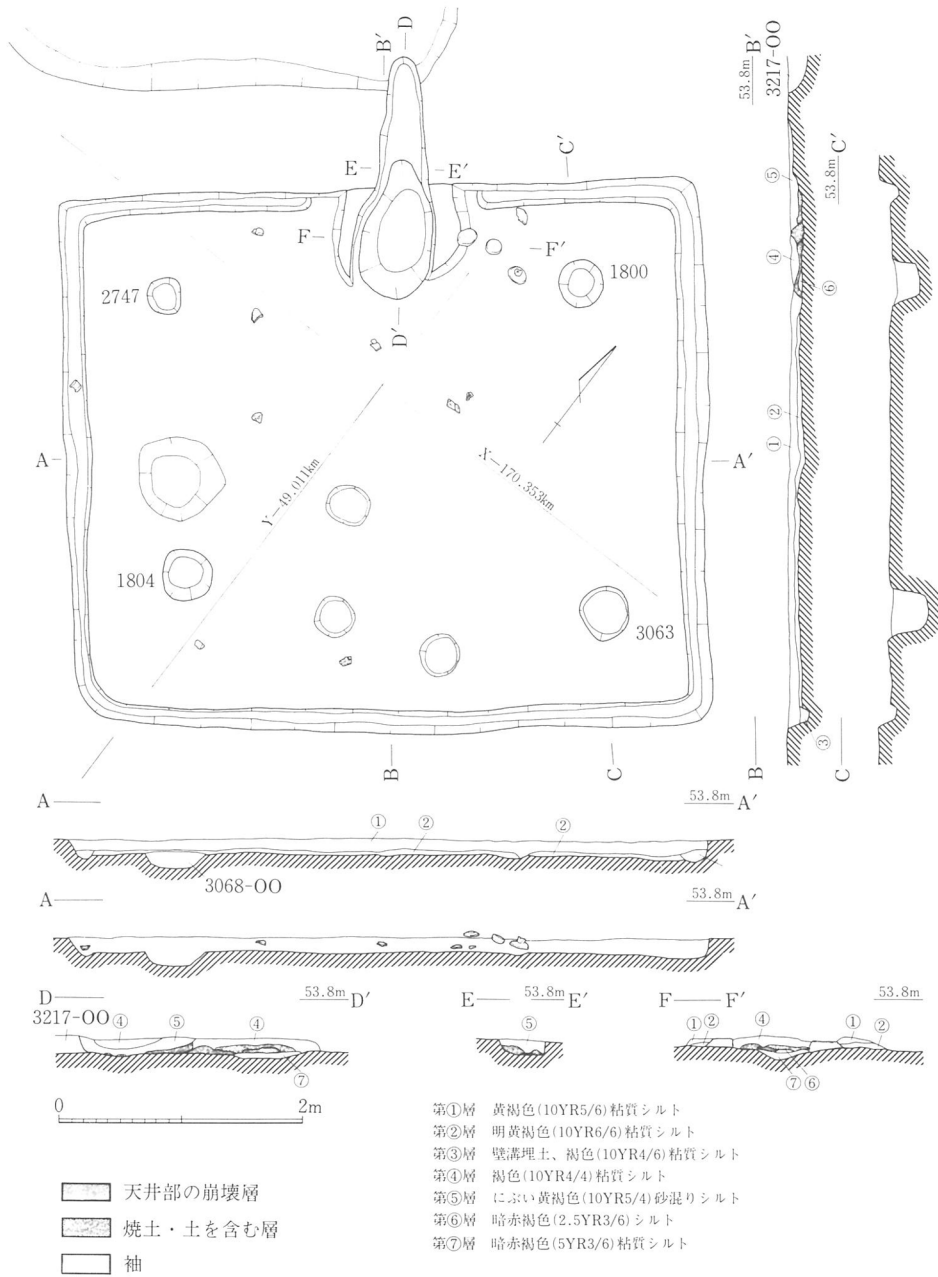 D
B′
B′
53.8m
3217-OO
E
E′
C′
⑤
53.8m
C′
F
F′
④
2747
1800
⑥
D′
②
A
A′
①
Y-49.011km
X-170.353km
1804
3063
③
B
C
B
C
A
53.8m
A′
①
②
②
3068-OO
A
53.8m
A′
D
53.8m
D′
E
53.8m
E′
F
F′
53.8m
3217-OO
④
⑤
④
⑤
①
②
④
①
②
⑦
⑦
⑥
0
2m
第①層 黄褐色(10YR5/6)粘質シルト
第②層 明黄褐色(10YR6/6)粘質シルト
第③層 壁溝埋土、褐色(10YR4/6)粘質シルト
第④層 褐色(10YR4/4)粘質シルト
第⑤層 にぶい黄褐色(10YR5/4)砂混りシルト
第⑥層 暗赤褐色(2.5YR3/6)シルト
第⑦層 暗赤褐色(5YR3/6)粘質シルト
天井部の崩壊層
焼土・土を含む層
袖